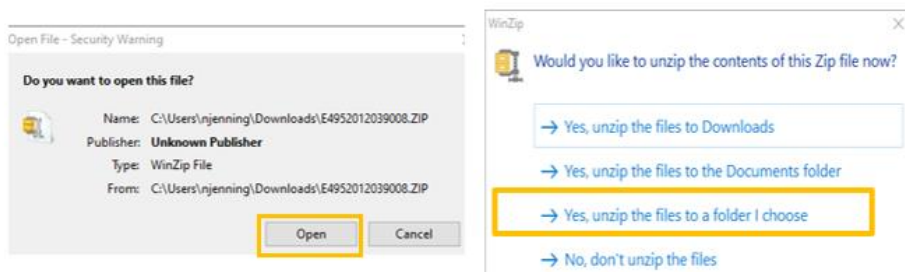 Open File - Security Warning
Do you want to open this file?
Name: C:\Users\njenning\Downloads\E4952012039008.ZIP
Publisher: Unknown Publisher
Type: WinZip File
From: C:\Users\njenning\Downloads\E4952012039008.ZIP
Open Cancel
WinZip
Would you like to unzip the contents of this Zip file now?
→ Yes, unzip the files to Downloads
→ Yes, unzip the files to the Documents folder
→ Yes, unzip the files to a folder I choose
→ No, don't unzip the files